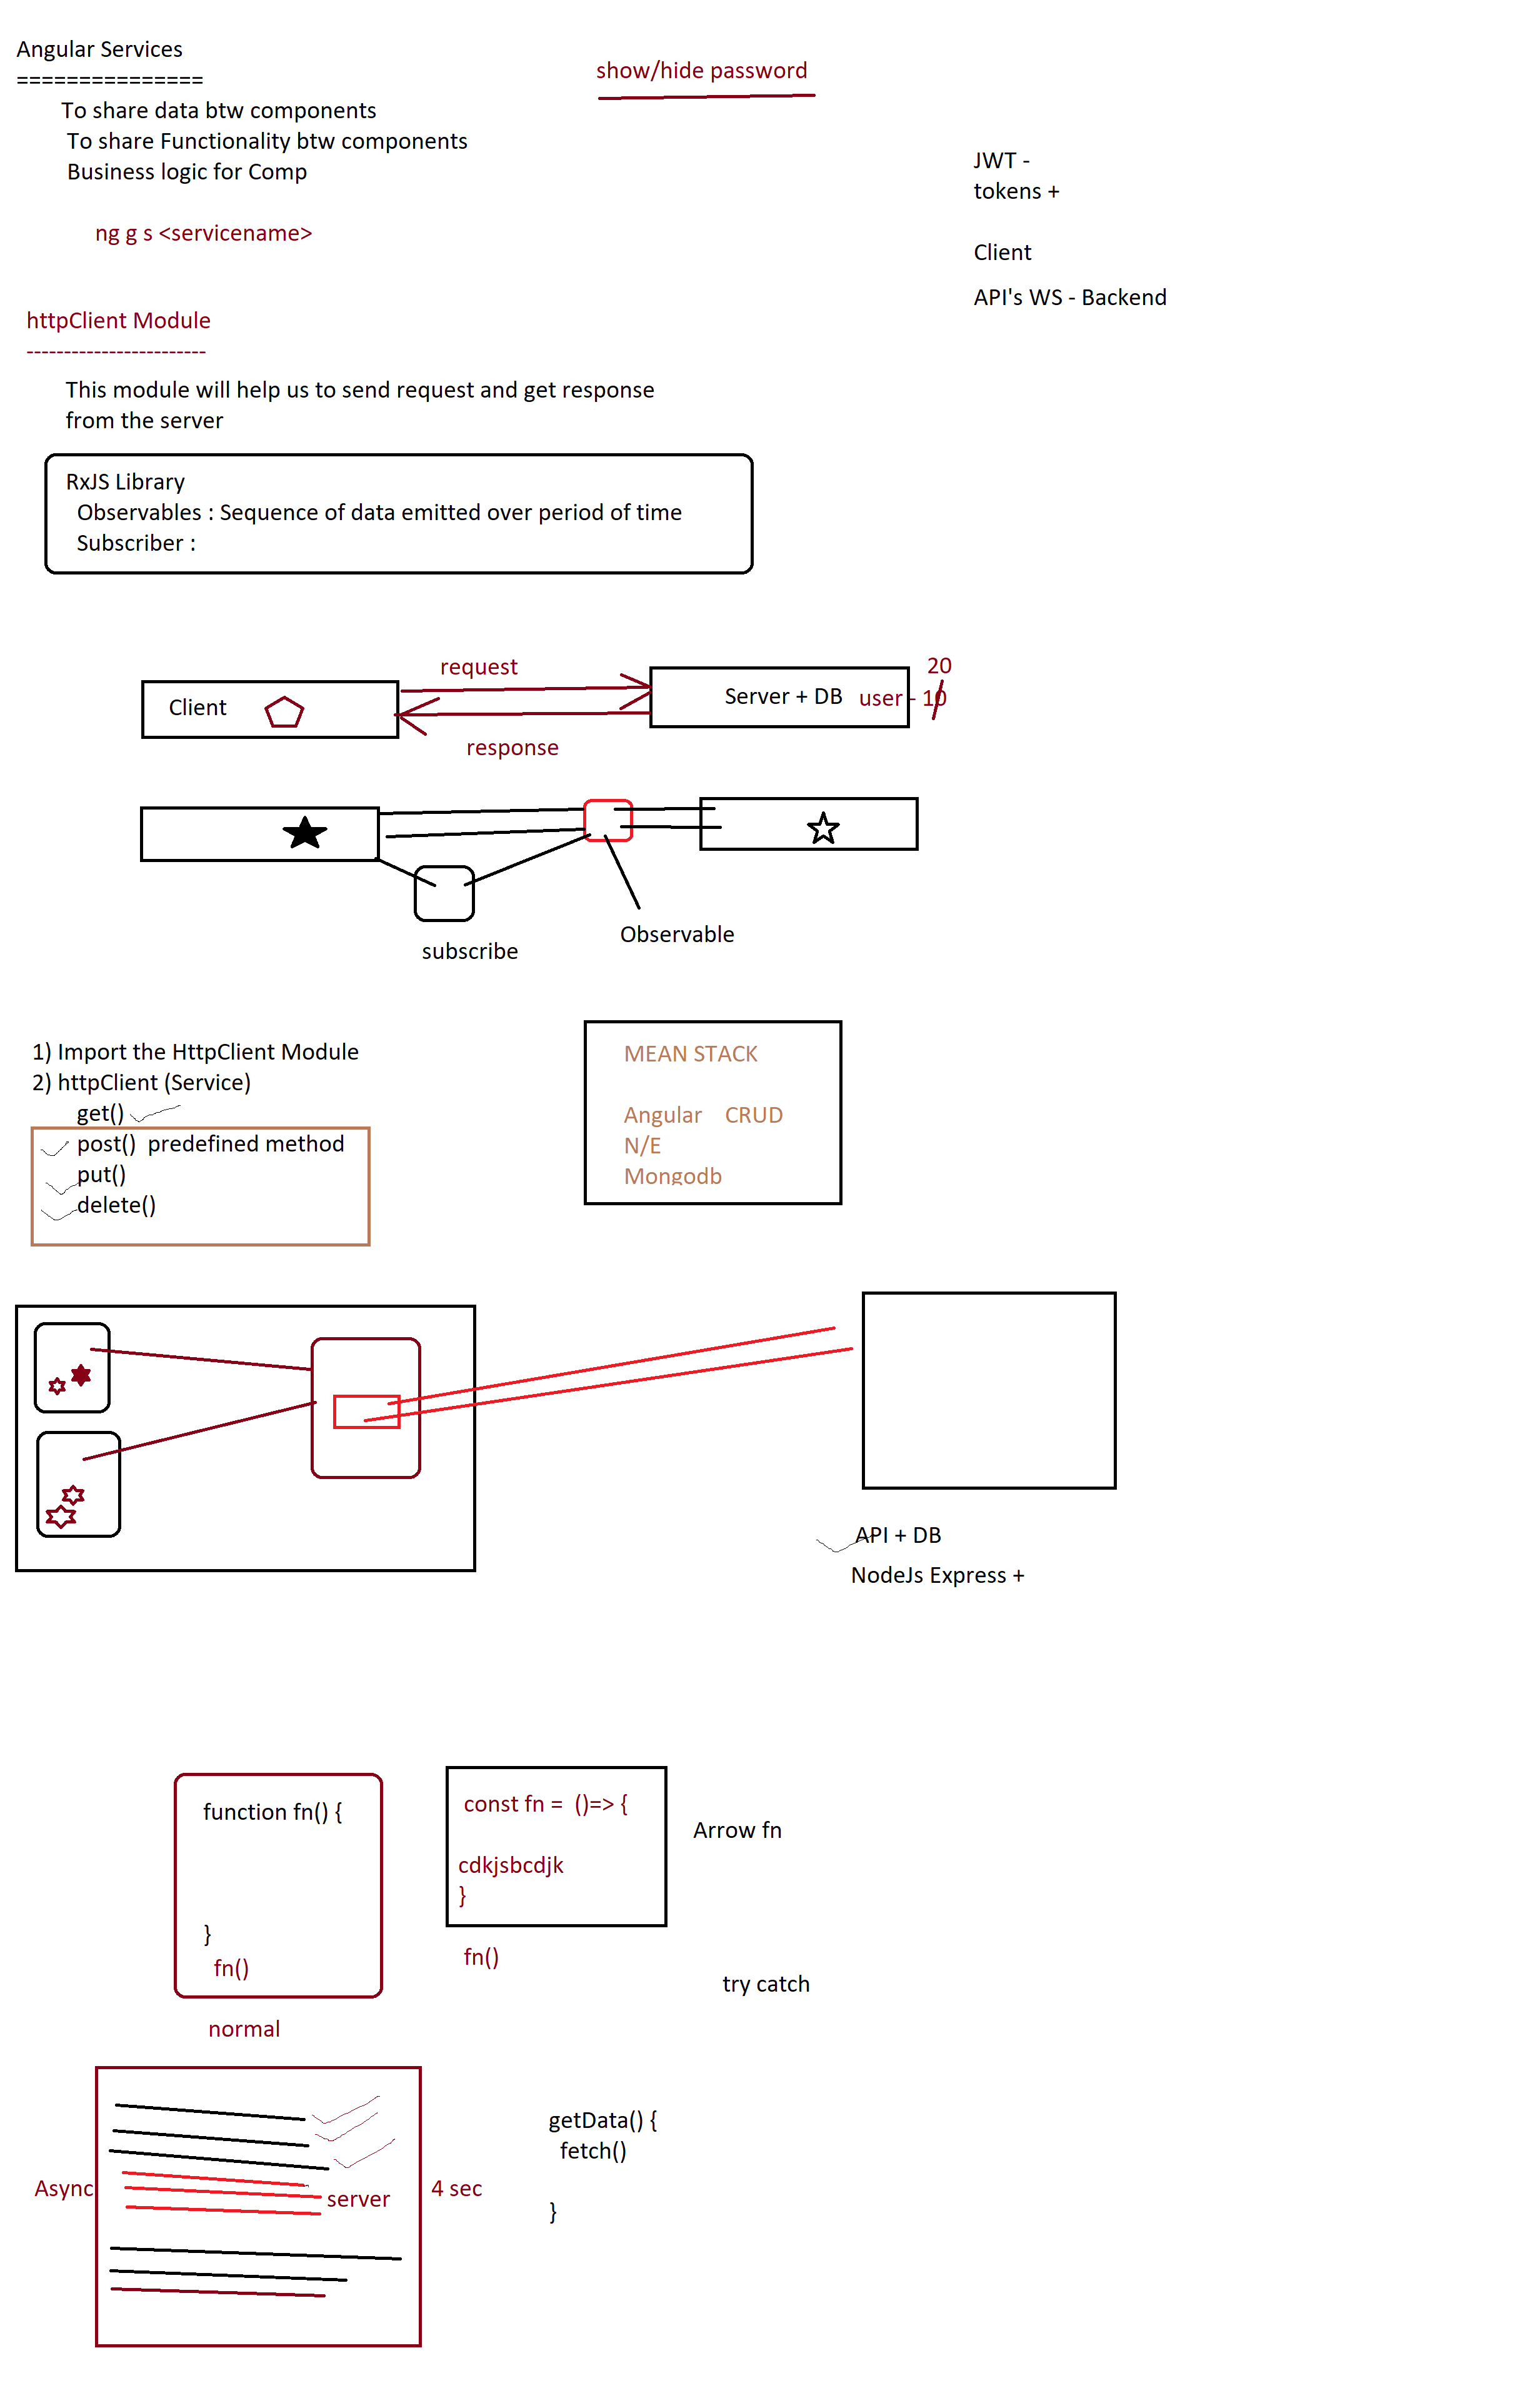 Angular Services
===============
To share data btw components
To share Functionality btw components
Business logic for Comp
ng g s <servicename>
show/hide password
JWT -
tokens +
Client
API's WS - Backend
httpClient Module
------------------------
This module will help us to send request and get response
from the server
RxJS Library
Observables : Sequence of data emitted over period of time
Subscriber :
request
20
Client
Server + DB
user - 10
response
Observable
subscribe
1) Import the HttpClient Module
2) httpClient (Service)
get()
post()  predefined method
put()
delete()
MEAN STACK
Angular    CRUD
N/E
Mongodb
API + DB
NodeJs Express +
function fn() {
}
fn()
normal
const fn =  ()=> {
cdkjsbcdjk
}
fn()
Arrow fn
try catch
Async
server
4 sec
getData() {
fetch()
}